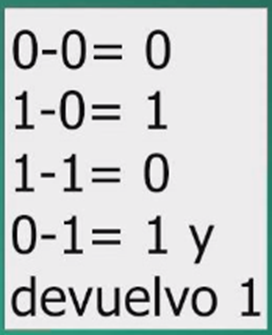 0-0= 0
1-0= 1
1-1= 0
0-1= 1 y
devuelvo 1